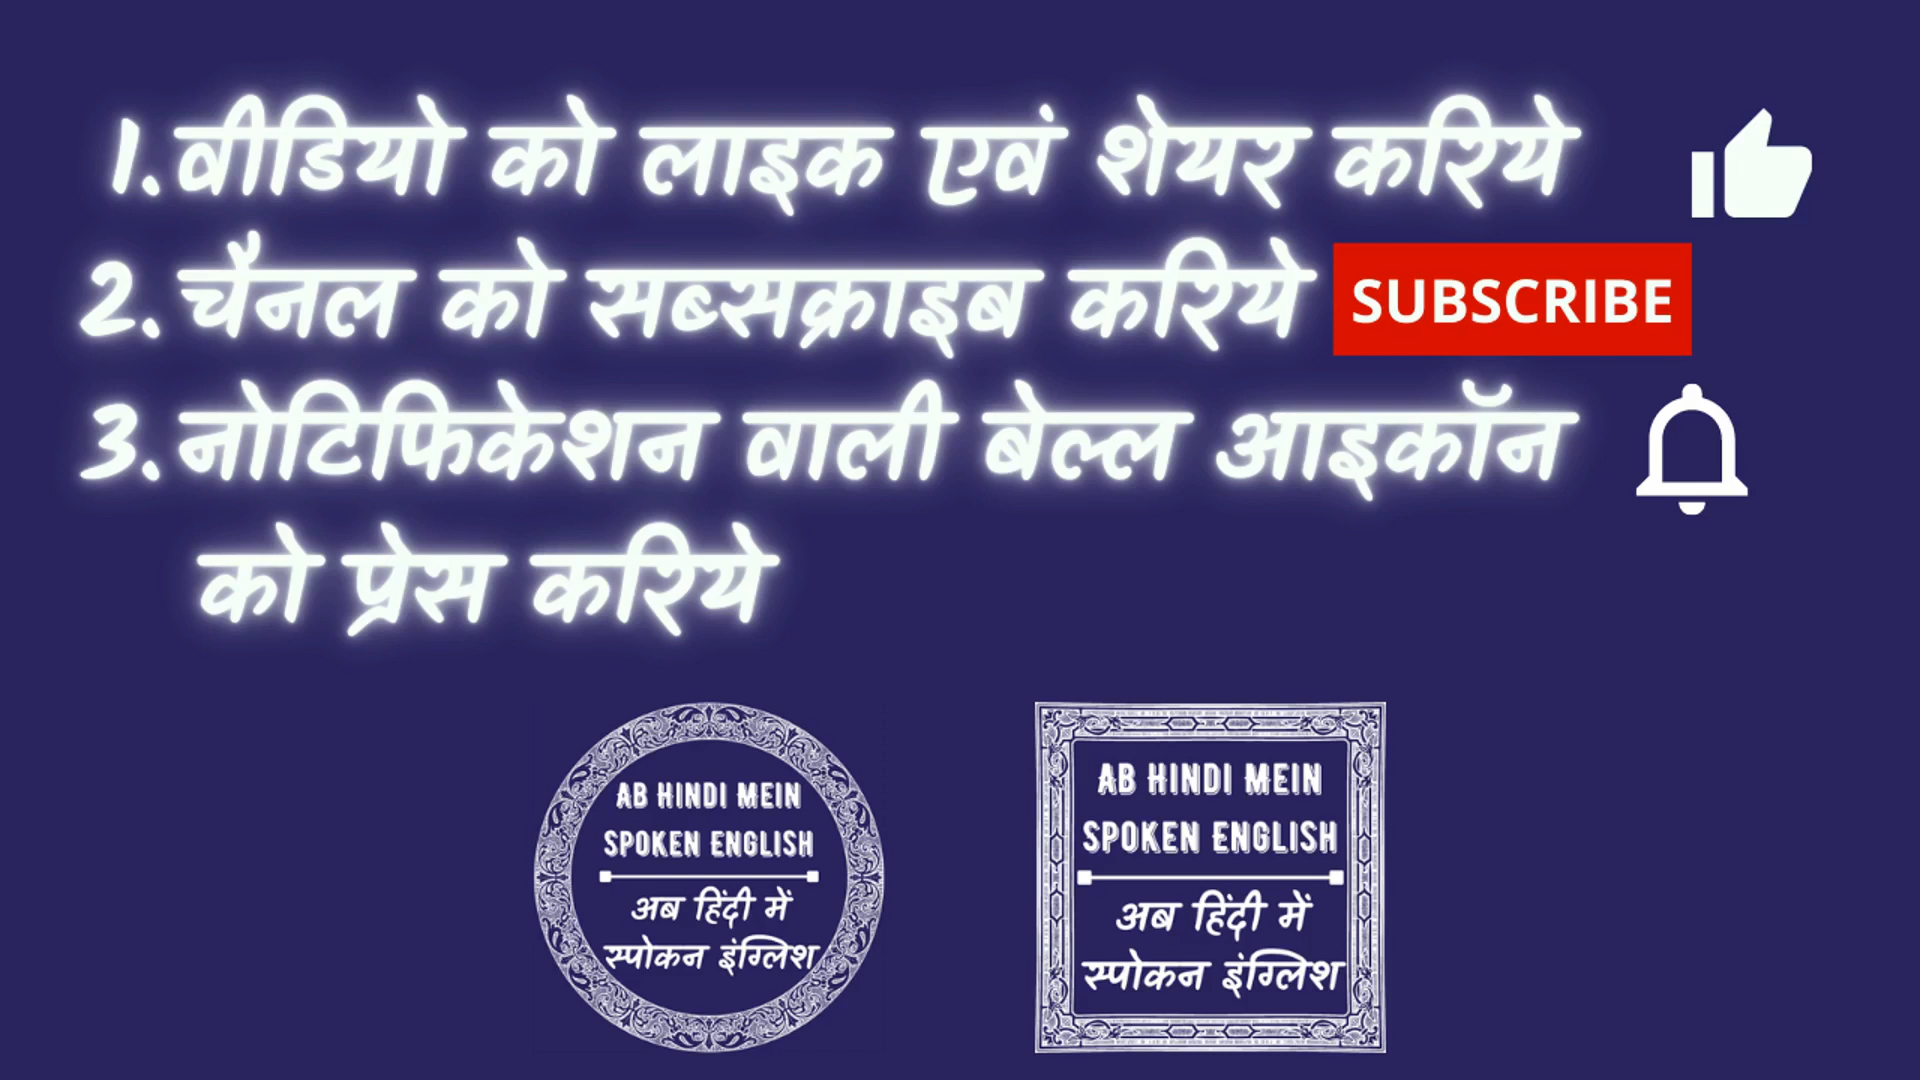 1. वीडियो को लाइक एवं शेयर करिये
2. चैनल को सब्सक्राइब करिये SUBSCRIBE
3. नोटिफिकेशन वाली बेल्ल आइकॉन
को प्रेस करिये
AB HINDI MEIN
SPOKEN ENGLISH
अब हिंदी में
स्पोकन इंग्लिश
AB HINDI MEIN
SPOKEN ENGLISH
अब हिंदी में
स्पोकन इंग्लिश